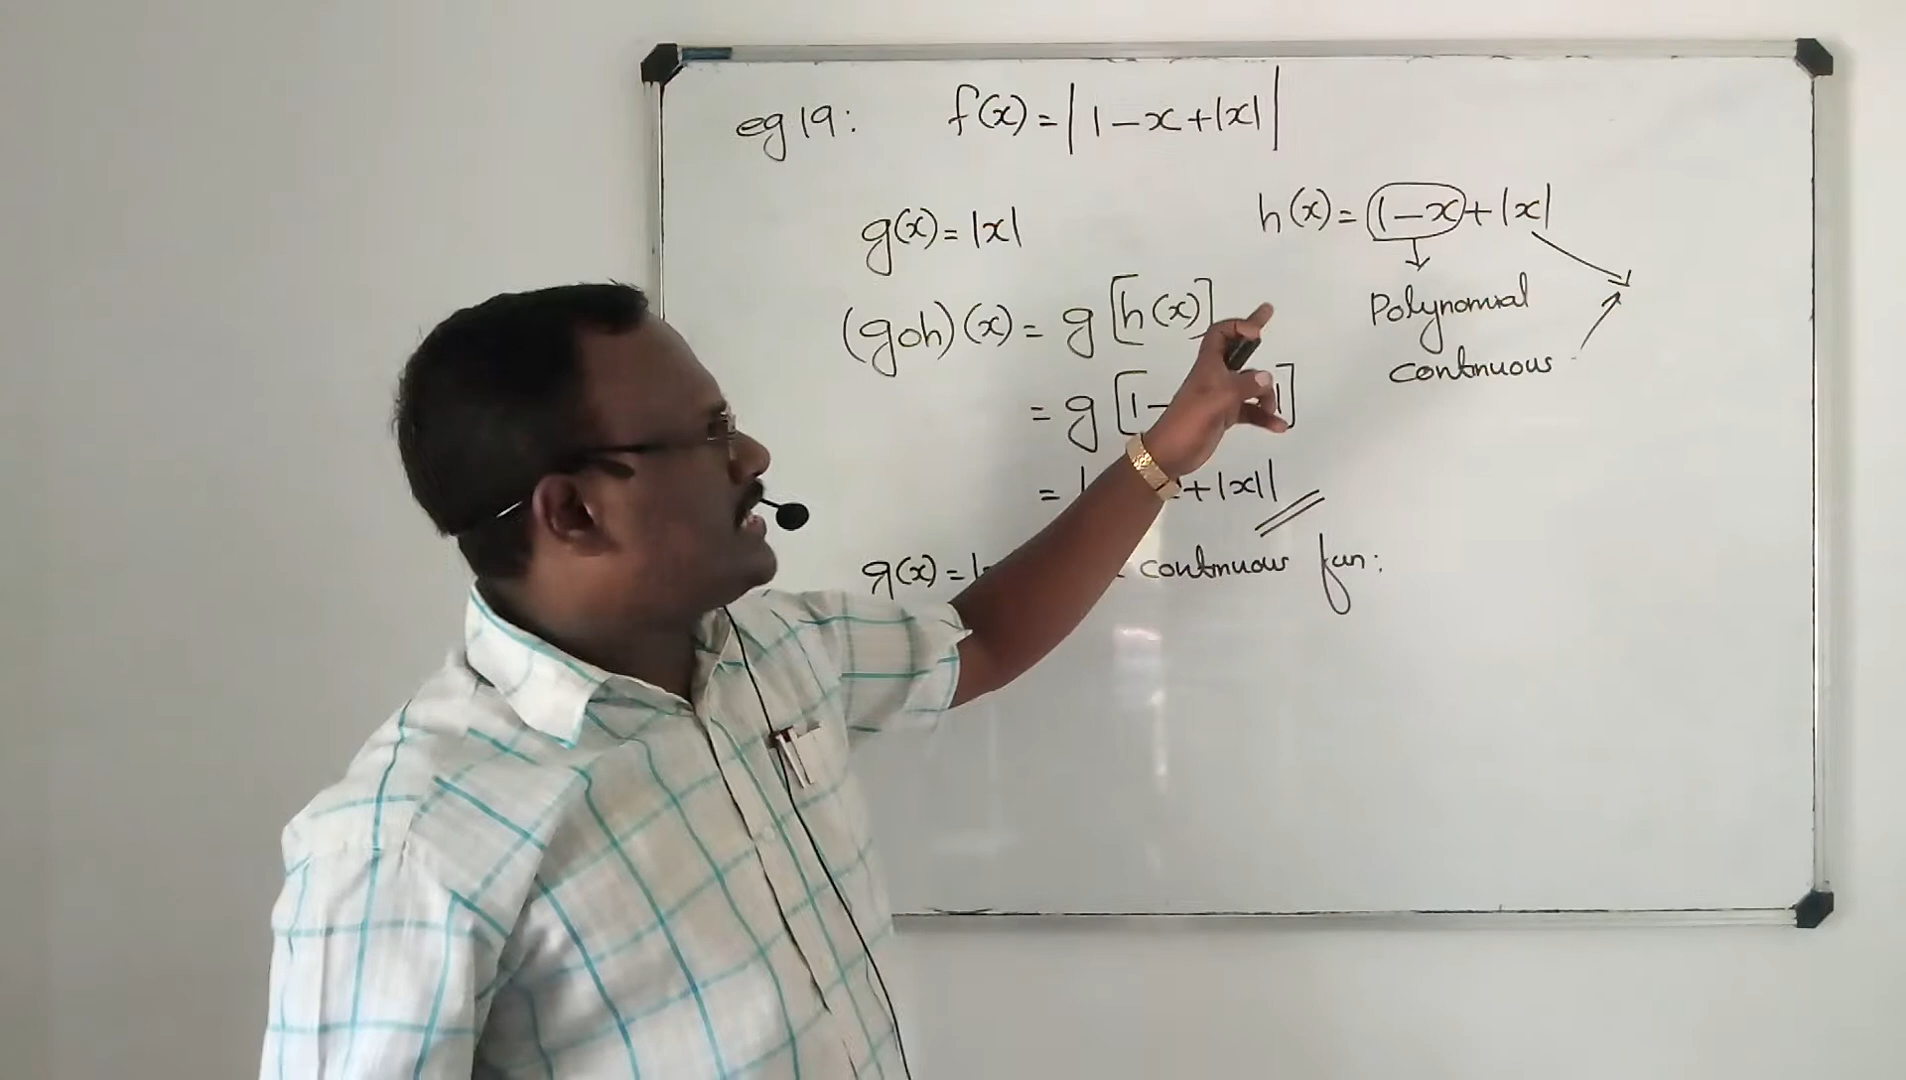 eg 19: f(x) = | 1 - x + |x| |
g(x) = |x|
h(x) = 1 - x + |x|
Polynomial
continuous
(goh)(x) = g[h(x)]
= g[1 - |]
= | + |x||
g(x) = | continuous fun: